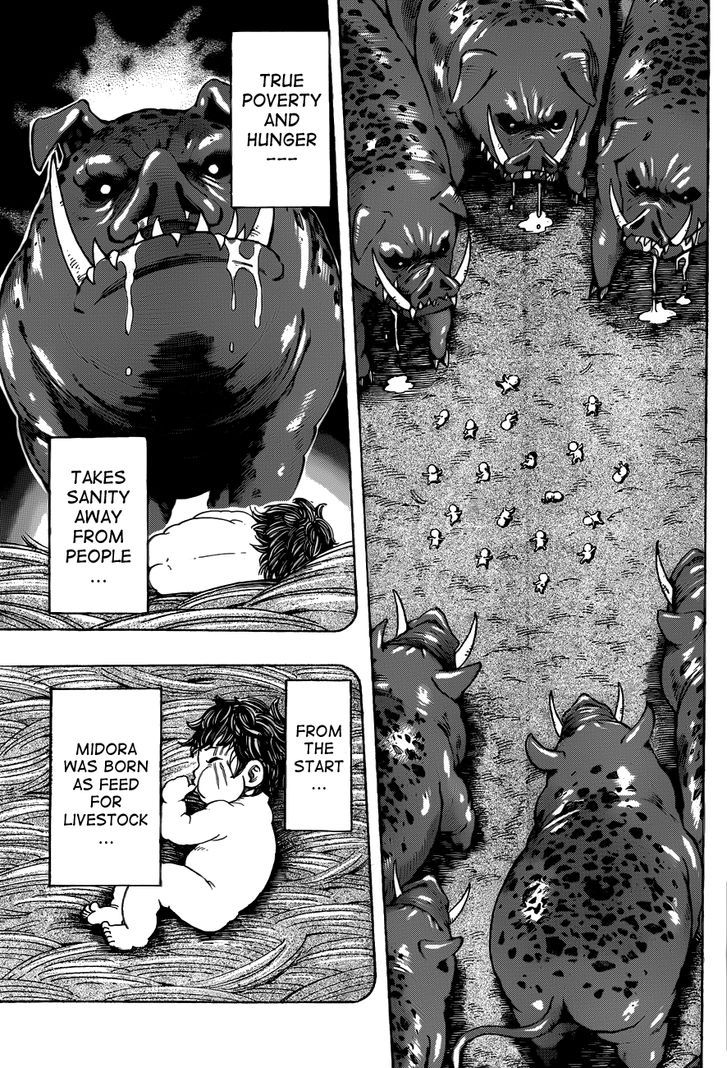 TRUE
POVERTY
AND
HUNGER
---
TAKES
SANITY
AWAY
FROM
PEOPLE
...
FROM
THE
START
...
MIDORA
WAS BORN
AS FEED
FOR
LIVESTOCK
...